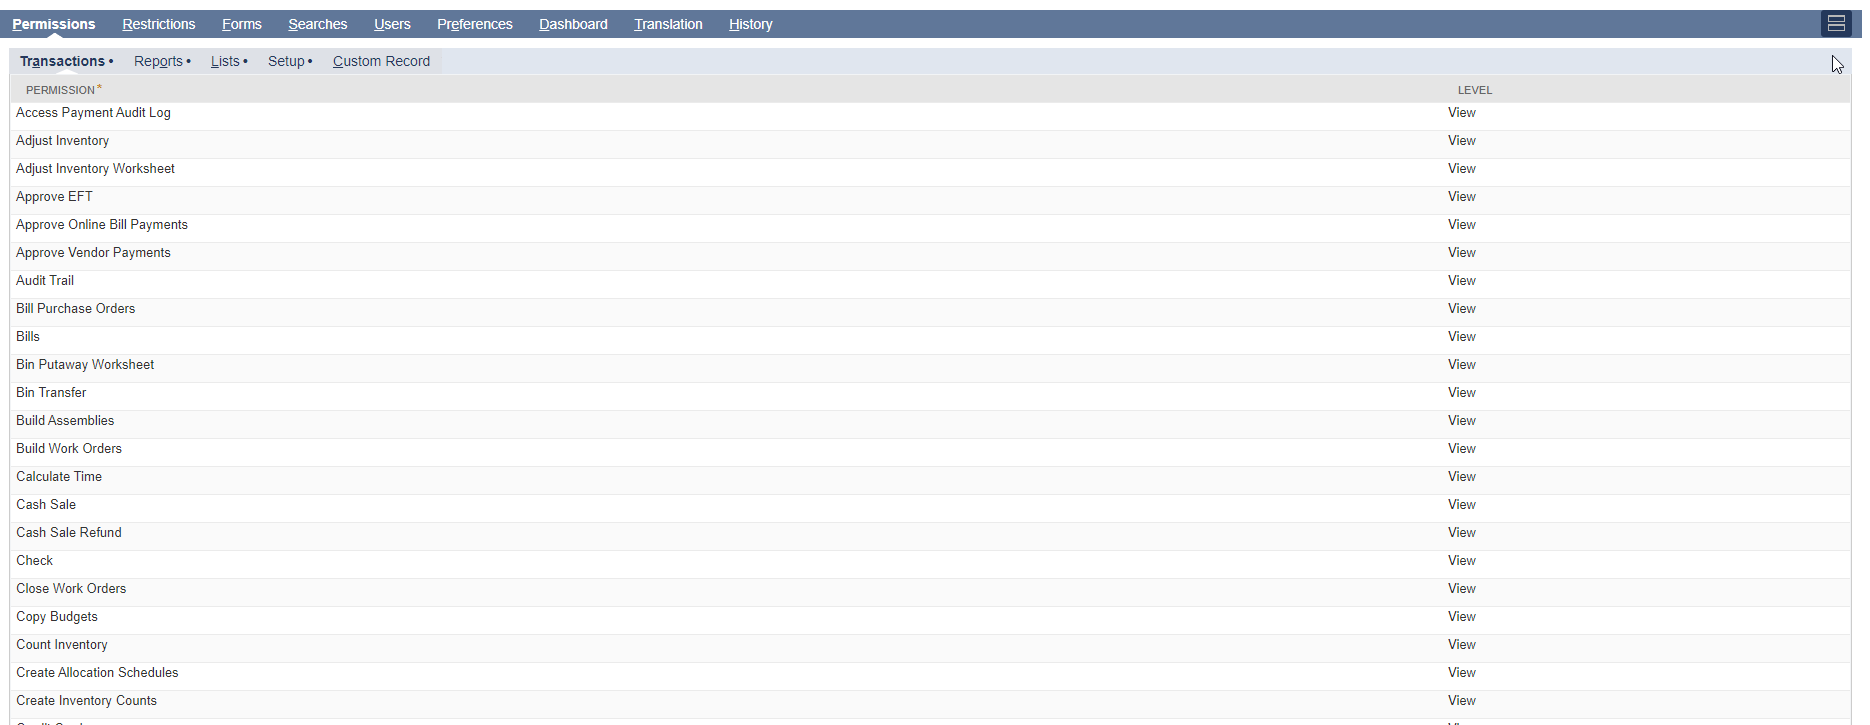 Permissions Restrictions Forms Searches Users Preferences Dashboard Translation History
Transactions • Reports • Lists • Setup • Custom Record
PERMISSION * LEVEL
Access Payment Audit Log View
Adjust Inventory View
Adjust Inventory Worksheet View
Approve EFT View
Approve Online Bill Payments View
Approve Vendor Payments View
Audit Trail View
Bill Purchase Orders View
Bills View
Bin Putaway Worksheet View
Bin Transfer View
Build Assemblies View
Build Work Orders View
Calculate Time View
Cash Sale View
Cash Sale Refund View
Check View
Close Work Orders View
Copy Budgets View
Count Inventory View
Create Allocation Schedules View
Create Inventory Counts View